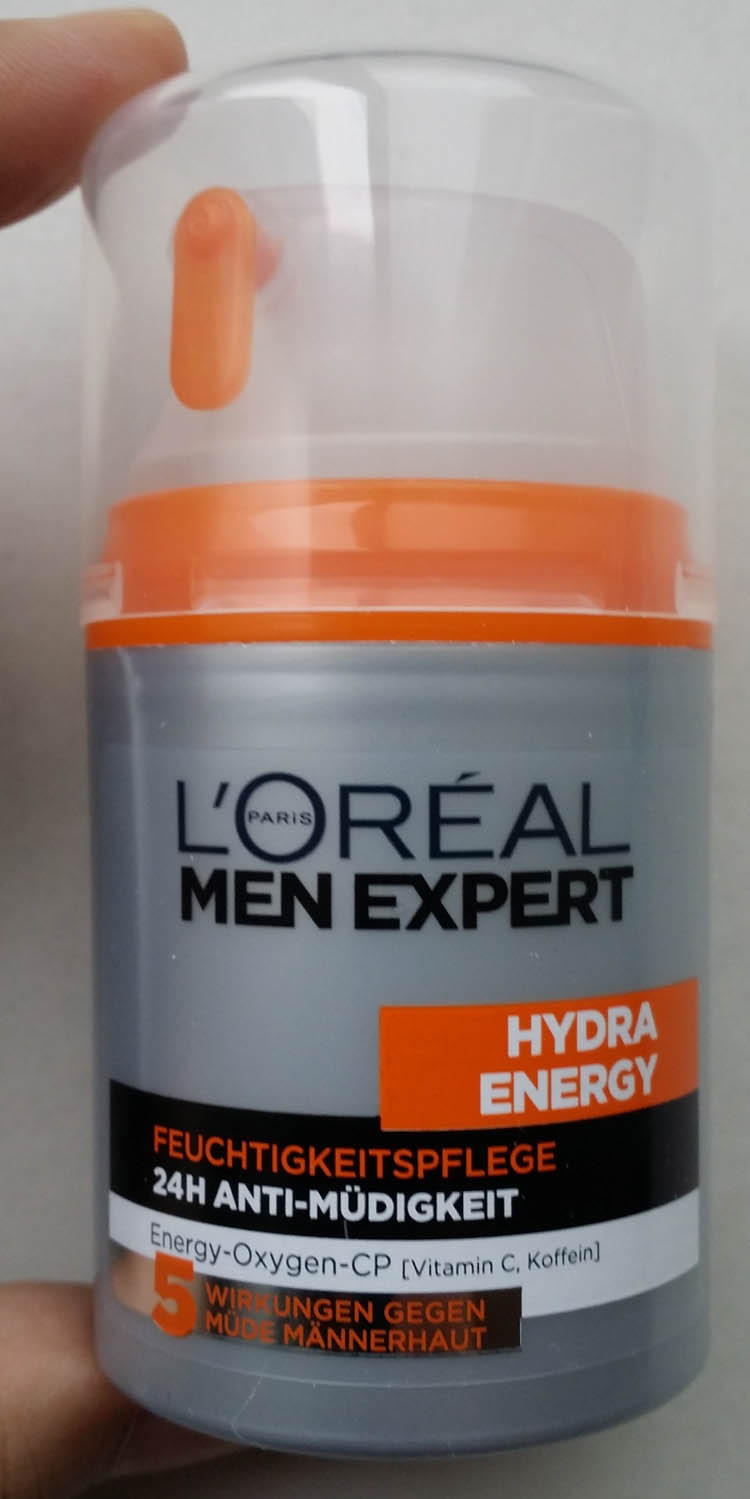 L'ORÉAL
PARIS
MEN EXPERT
HYDRA
ENERGY
FEUCHTIGKEITSPFLEGE
24H ANTI-MÜDIGKEIT
Energy-Oxygen-CP [Vitamin C, Koffein]
5 WIRKUNGEN GEGEN
MÜDE MÄNNERHAUT